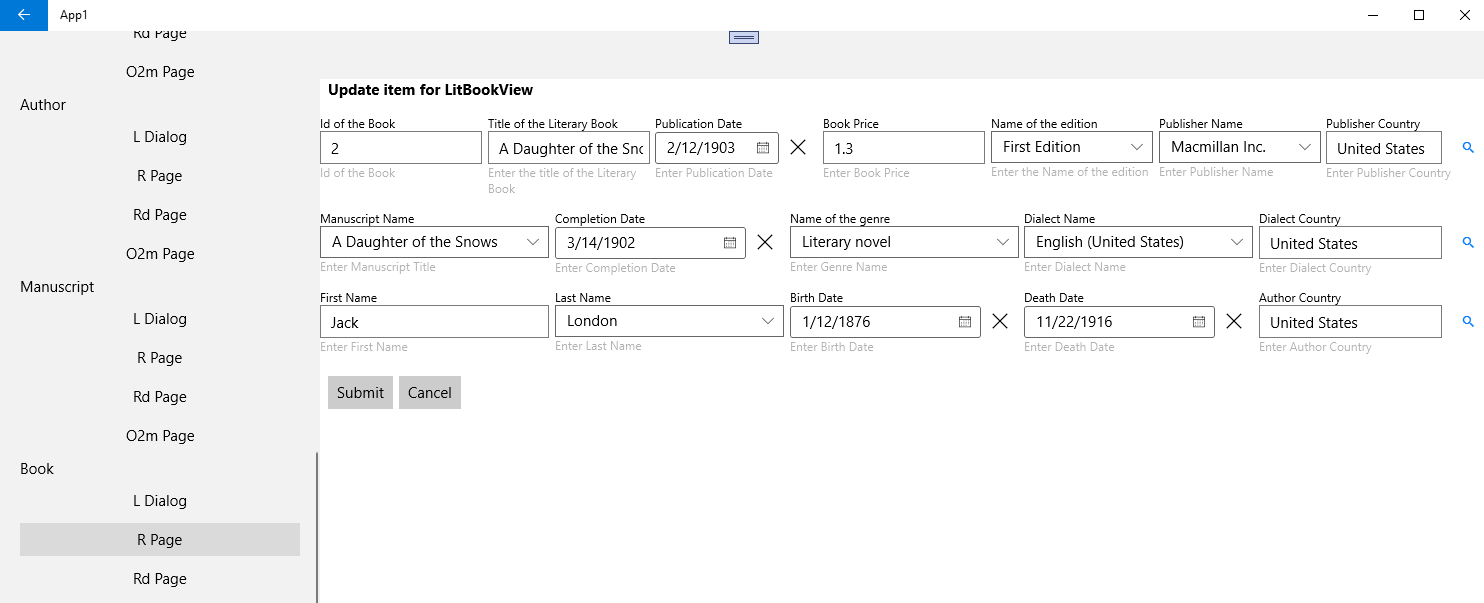 App1
Rd Page
O2m Page
Author
L Dialog
R Page
Rd Page
O2m Page
Manuscript
L Dialog
R Page
Rd Page
O2m Page
Book
L Dialog
R Page
Rd Page
Update item for LitBookView
Id of the Book
2
Id of the Book
Title of the Literary Book
A Daughter of the Sno
Enter the title of the Literary
Book
Publication Date
2/12/1903
Enter Publication Date
Book Price
1.3
Enter Book Price
Name of the edition
First Edition
Enter the Name of the edition
Publisher Name
Macmillan Inc.
Enter Publisher Name
Publisher Country
United States
Enter Publisher Country
Manuscript Name
A Daughter of the Snows
Enter Manuscript Title
Completion Date
3/14/1902
Enter Completion Date
Name of the genre
Literary novel
Enter Genre Name
Dialect Name
English (United States)
Enter Dialect Name
Dialect Country
United States
Enter Dialect Country
First Name
Jack
Enter First Name
Last Name
London
Enter Last Name
Birth Date
1/12/1876
Enter Birth Date
Death Date
11/22/1916
Enter Death Date
Author Country
United States
Enter Author Country
Submit
Cancel